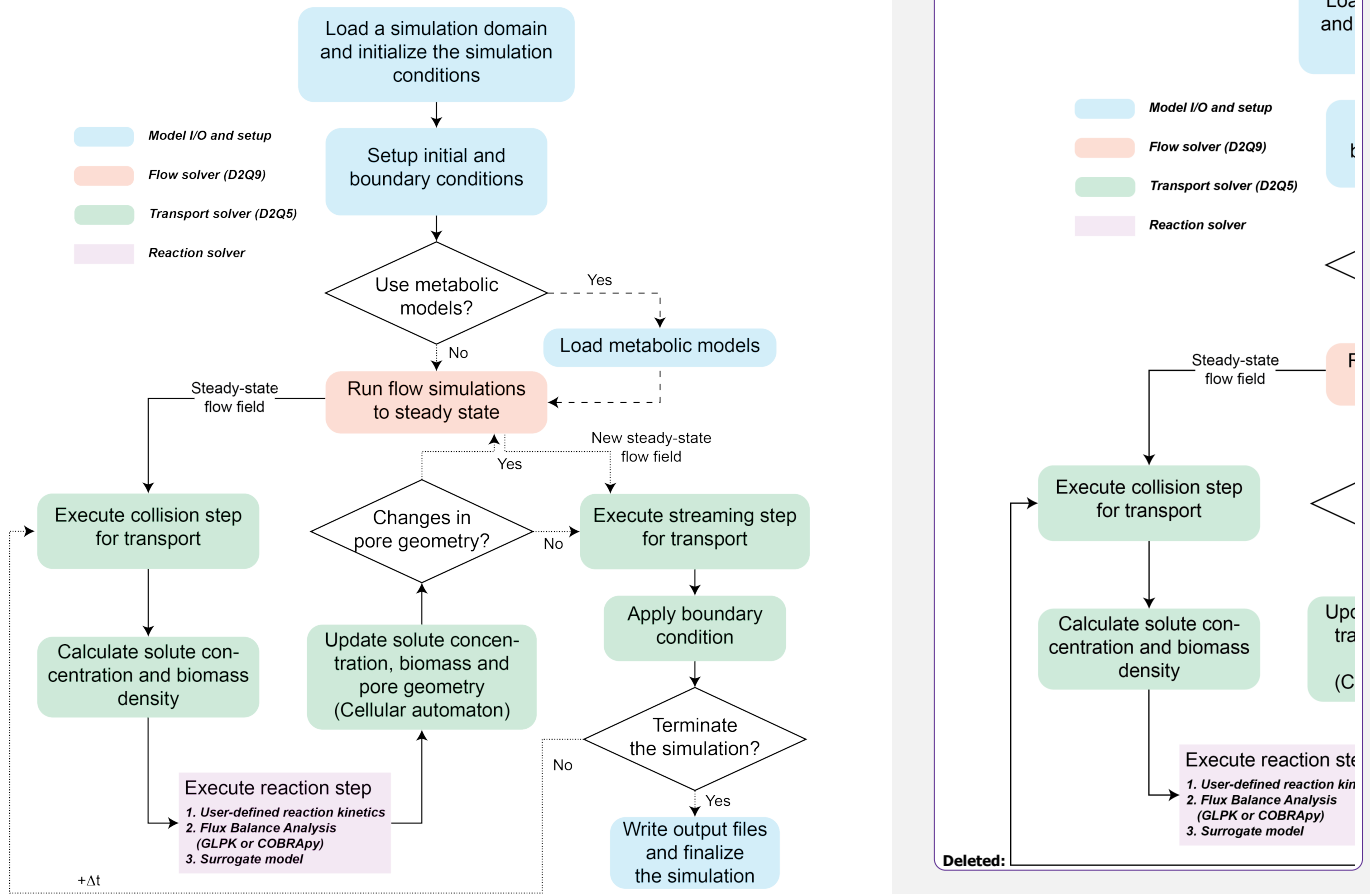 Load a simulation domain
and initialize the simulation
conditions
Setup initial and
boundary conditions
Model I/O and setup
Flow solver (D2Q9)
Transport solver (D2Q5)
Reaction solver
Use metabolic
models?
Yes
No
Load metabolic models
Run flow simulations
to steady state
Steady-state
flow field
New steady-state
flow field
Yes
Changes in
pore geometry?
No
Execute collision step
for transport
Execute streaming step
for transport
Calculate solute con-
centration and biomass
density
Update solute concen-
tration, biomass and
pore geometry
(Cellular automaton)
Apply boundary
condition
Terminate
the simulation?
No
Yes
Execute reaction step
1. User-defined reaction kinetics
2. Flux Balance Analysis
(GLPK or COBRApy)
3. Surrogate model
Write output files
and finalize
the simulation
+Δt
and
Model I/O and setup
Flow solver (D2Q9)
Transport solver (D2Q5)
Reaction solver
Steady-state
flow field
Execute collision step
for transport
Calculate solute con-
centration and biomass
density
Execute reaction
1. User-defined reaction
2. Flux Balance Analysis
(GLPK or COBRApy)
3. Surrogate model
Deleted: